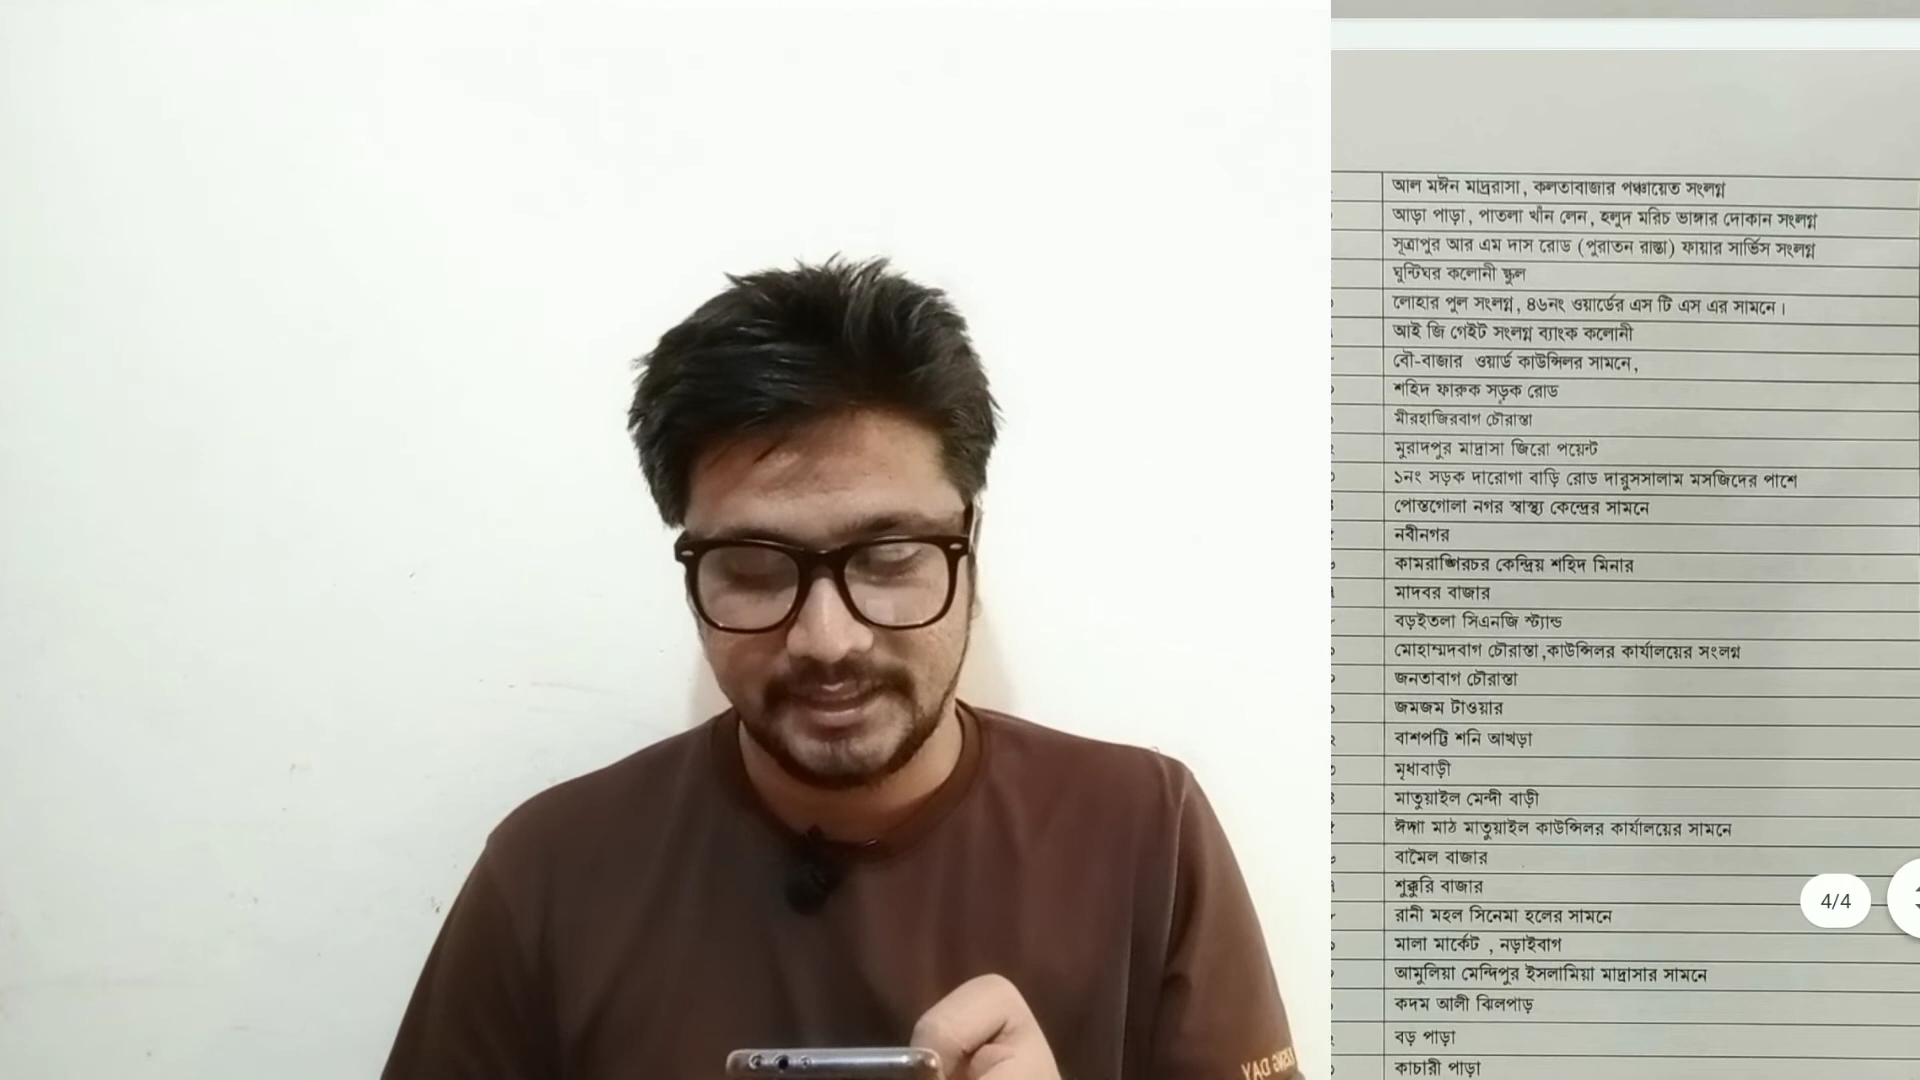 আল মঈন মাদ্ররাসা, কলতাবাজার পঞ্চায়েত সংলগ্ন
আড়া পাড়া, পাতলা খাঁন লেন, হলুদ মরিচ ভাঙ্গার দোকান সংলগ্ন
সূত্রাপুর আর এম দাস রোড (পুরাতন রাস্তা) ফায়ার সার্ভিস সংলগ্ন
ঘুন্টিঘর কলোনী স্কুল
লোহার পুল সংলগ্ন, ৪৬নং ওয়ার্ডের এস টি এস এর সামনে।
আই জি গেইট সংলগ্ন ব্যাংক কলোনী
বৌ-বাজার ওয়ার্ড কাউন্সিলর সামনে,
শহিদ ফারুক সড়ক রোড
মীরহাজিরবাগ চৌরাস্তা
মুরাদপুর মাদ্রাসা জিরো পয়েন্ট
১নং সড়ক দারোগা বাড়ি রোড দারুসসালাম মসজিদের পাশে
পোস্তগোলা নগর স্বাস্থ্য কেন্দ্রের সামনে
নবীনগর
কামরাঙ্গিরচর কেন্দ্রিয় শহিদ মিনার
মাদবর বাজার
বড়ইতলা সিএনজি স্ট্যান্ড
মোহাম্মদবাগ চৌরাস্তা,কাউন্সিলর কার্যালয়ের সংলগ্ন
জনতাবাগ চৌরাস্তা
জমজম টাওয়ার
বাশপট্টি শনি আখড়া
মৃধাবাড়ী
মাতুয়াইল মেন্দী বাড়ী
ঈদগা মাঠ মাতুয়াইল কাউন্সিলর কার্যালয়ের সামনে
বামৈল বাজার
শুক্কুরি বাজার
রানী মহল সিনেমা হলের সামনে
4/4
মালা মার্কেট , নড়াইবাগ
আমুলিয়া মেন্দিপুর ইসলামিয়া মাদ্রাসার সামনে
কদম আলী ঝিলপাড়
বড় পাড়া
কাচারী পাড়া